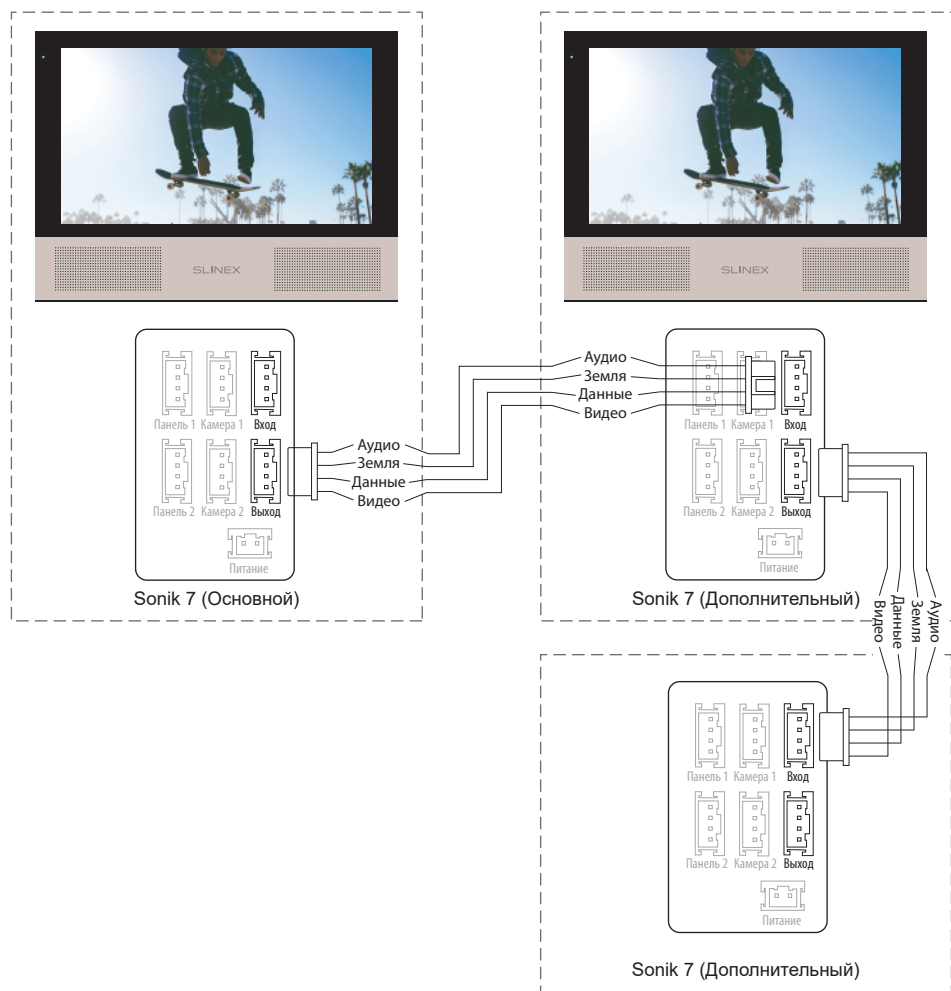 SLINEX
SLINEX
Панель 1 Камера 1 Вход
Панель 2 Камера 2 Выход
Питание
Sonik 7 (Основной)
Аудио
Земля
Данные
Видео
Аудио
Земля
Данные
Видео
Панель 1 Камера 1 Вход
Панель 2 Камера 2 Выход
Питание
Sonik 7 (Дополнительный)
Видео
Данные
Земля
Аудио
Панель 1 Камера 1 Вход
Панель 2 Камера 2 Выход
Питание
Sonik 7 (Дополнительный)